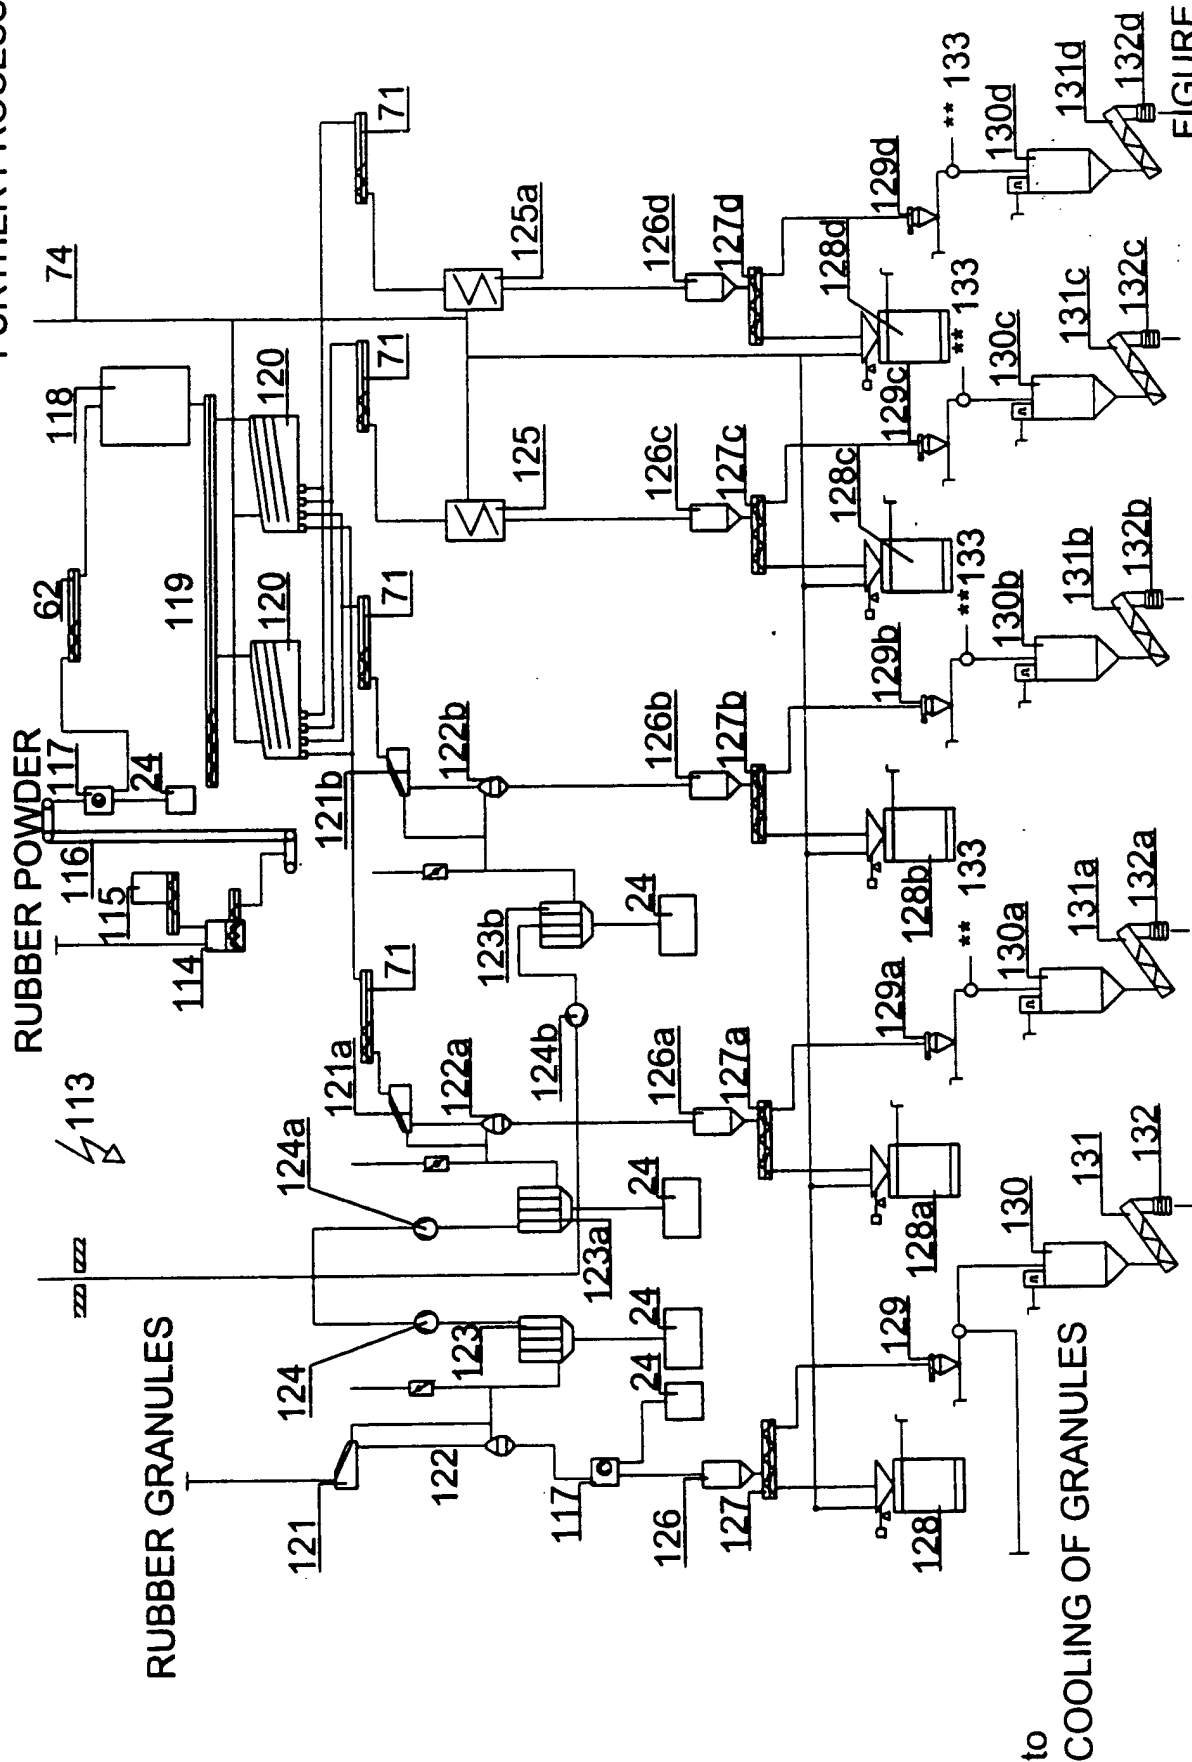 FURTHER PROCESS
RUBBER POWDER
113
74
118
62
117
24
116
115
114
119
120
120
RUBBER GRANULES
71
71
71
71
121
124
124a
121a
121b
122
123
122a
122b
123a
123b
124b
125
125a
117
24
24
24
24
126
126a
126b
126c
126d
127
127a
127b
127c
127d
128
128a
128b
128c
128d
129
129a
129b
129c
129d
** 133
** 133
** 133
** 133
130
130a
130b
130c
130d
131
131a
131b
131c
131d
132
132a
132b
132c
132d
to
COOLING OF GRANULES
FIGURE